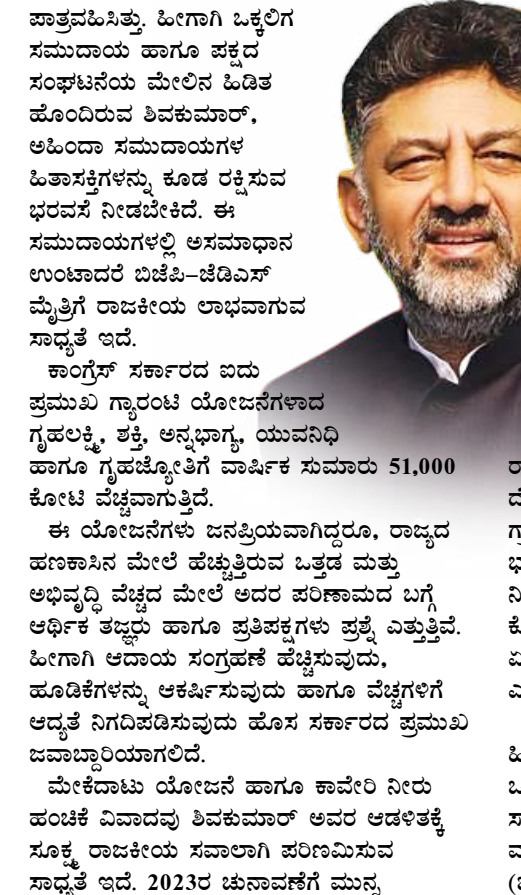 ಪಾತ್ರವಹಿಸಿತ್ತು. ಹೀಗಾಗಿ ಒಕ್ಕಲಿಗ
ಸಮುದಾಯ ಹಾಗೂ ಪಕ್ಷದ
ಸಂಘಟನೆಯ ಮೇಲಿನ ಹಿಡಿತ
ಹೊಂದಿರುವ ಶಿವಕುಮಾರ್,
ಅಹಿಂದಾ ಸಮುದಾಯಗಳ
ಹಿತಾಸಕ್ತಿಗಳನ್ನು ಕೂಡ ರಕ್ಷಿಸುವ
ಭರವಸೆ ನೀಡಬೇಕಿದೆ. ಈ
ಸಮುದಾಯಗಳಲ್ಲಿ ಅಸಮಾಧಾನ
ಉಂಟಾದರೆ ಬಿಜೆಪಿ–ಜೆಡಿಎಸ್
ಮೈತ್ರಿಗೆ ರಾಜಕೀಯ ಲಾಭವಾಗುವ
ಸಾಧ್ಯತೆ ಇದೆ.
ಕಾಂಗ್ರೆಸ್ ಸರ್ಕಾರದ ಐದು
ಪ್ರಮುಖ ಗ್ಯಾರಂಟಿ ಯೋಜನೆಗಳಾದ
ಗೃಹಲಕ್ಷ್ಮಿ, ಶಕ್ತಿ, ಅನ್ನಭಾಗ್ಯ, ಯುವನಿಧಿ
ಹಾಗೂ ಗೃಹಜ್ಯೋತಿಗೆ ವಾರ್ಷಿಕ ಸುಮಾರು 51,000
ಕೋಟಿ ವೆಚ್ಚವಾಗುತ್ತಿದೆ.
ಈ ಯೋಜನೆಗಳು ಜನಪ್ರಿಯವಾಗಿದ್ದರೂ, ರಾಜ್ಯದ
ಹಣಕಾಸಿನ ಮೇಲೆ ಹೆಚ್ಚುತ್ತಿರುವ ಒತ್ತಡ ಮತ್ತು
ಅಭಿವೃದ್ಧಿ ವೆಚ್ಚದ ಮೇಲೆ ಅದರ ಪರಿಣಾಮದ ಬಗ್ಗೆ
ಆರ್ಥಿಕ ತಜ್ಞರು ಹಾಗೂ ಪ್ರತಿಪಕ್ಷಗಳು ಪ್ರಶ್ನೆ ಎತ್ತುತ್ತಿವೆ.
ಹೀಗಾಗಿ ಆದಾಯ ಸಂಗ್ರಹಣೆ ಹೆಚ್ಚಿಸುವುದು,
ಹೂಡಿಕೆಗಳನ್ನು ಆಕರ್ಷಿಸುವುದು ಹಾಗೂ ವೆಚ್ಚಗಳಿಗೆ
ಆದ್ಯತೆ ನಿಗದಿಪಡಿಸುವುದು ಹೊಸ ಸರ್ಕಾರದ ಪ್ರಮುಖ
ಜವಾಬ್ದಾರಿಯಾಗಲಿದೆ.
ಮೇಕೆದಾಟು ಯೋಜನೆ ಹಾಗೂ ಕಾವೇರಿ ನೀರು
ಹಂಚಿಕೆ ವಿವಾದವು ಶಿವಕುಮಾರ್ ಅವರ ಆಡಳಿತಕ್ಕೆ
ಸೂಕ್ಷ್ಮ ರಾಜಕೀಯ ಸವಾಲಾಗಿ ಪರಿಣಮಿಸುವ
ಸಾಧ್ಯತೆ ಇದೆ. 2023ರ ಚುನಾವಣೆಗೆ ಮುನ್ನ